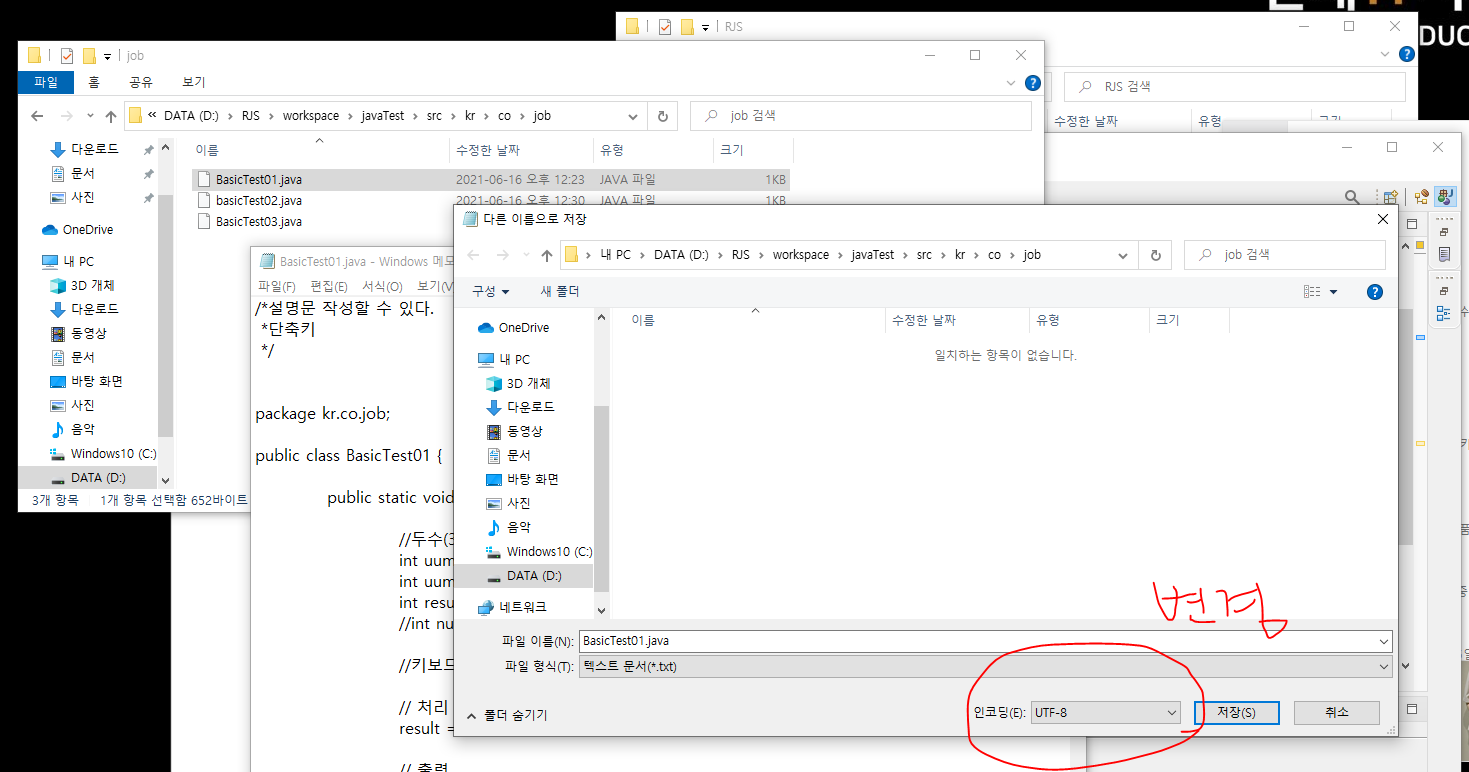 RJS
DUC
job
파일 홈 공유 보기
RJS 검색
« DATA (D:) › RJS › workspace › javaTest › src › kr › co › job
job 검색
수정한 날짜 유형 크기
다운로드
문서
사진
OneDrive
내 PC
3D 개체
다운로드
동영상
문서
바탕 화면
사진
음악
Windows10 (C:)
DATA (D:)
이름 수정한 날짜 유형 크기
BasicTest01.java 2021-06-16 오후 12:23 JAVA 파일 1KB
basicTest02.java 2021-06-16 오후 12:30 JAVA 파일 1KB
BasicTest03.java
3개 항목 1개 항목 선택함 652바이트
BasicTest01.java - Windows 메모
파일(F) 편집(E) 서식(O) 보기(V
/*설명문 작성할 수 있다.
*단축키
*/
package kr.co.job;
public class BasicTest01 {
public static void
//두수(3
int uum
int uum
int resu
//int nu
//키보드
// 처리
result =
// 출력
다른 이름으로 저장
› 내 PC › DATA (D:) › RJS › workspace › javaTest › src › kr › co › job
job 검색
구성 새 폴더
OneDrive
내 PC
3D 개체
다운로드
동영상
문서
바탕 화면
사진
음악
Windows10 (C:)
DATA (D:)
네트워크
이름 수정한 날짜 유형 크기
일치하는 항목이 없습니다.
변경
파일 이름(N): BasicTest01.java
파일 형식(T): 텍스트 문서(*.txt)
폴더 숨기기
인코딩(E): UTF-8 저장(S) 취소